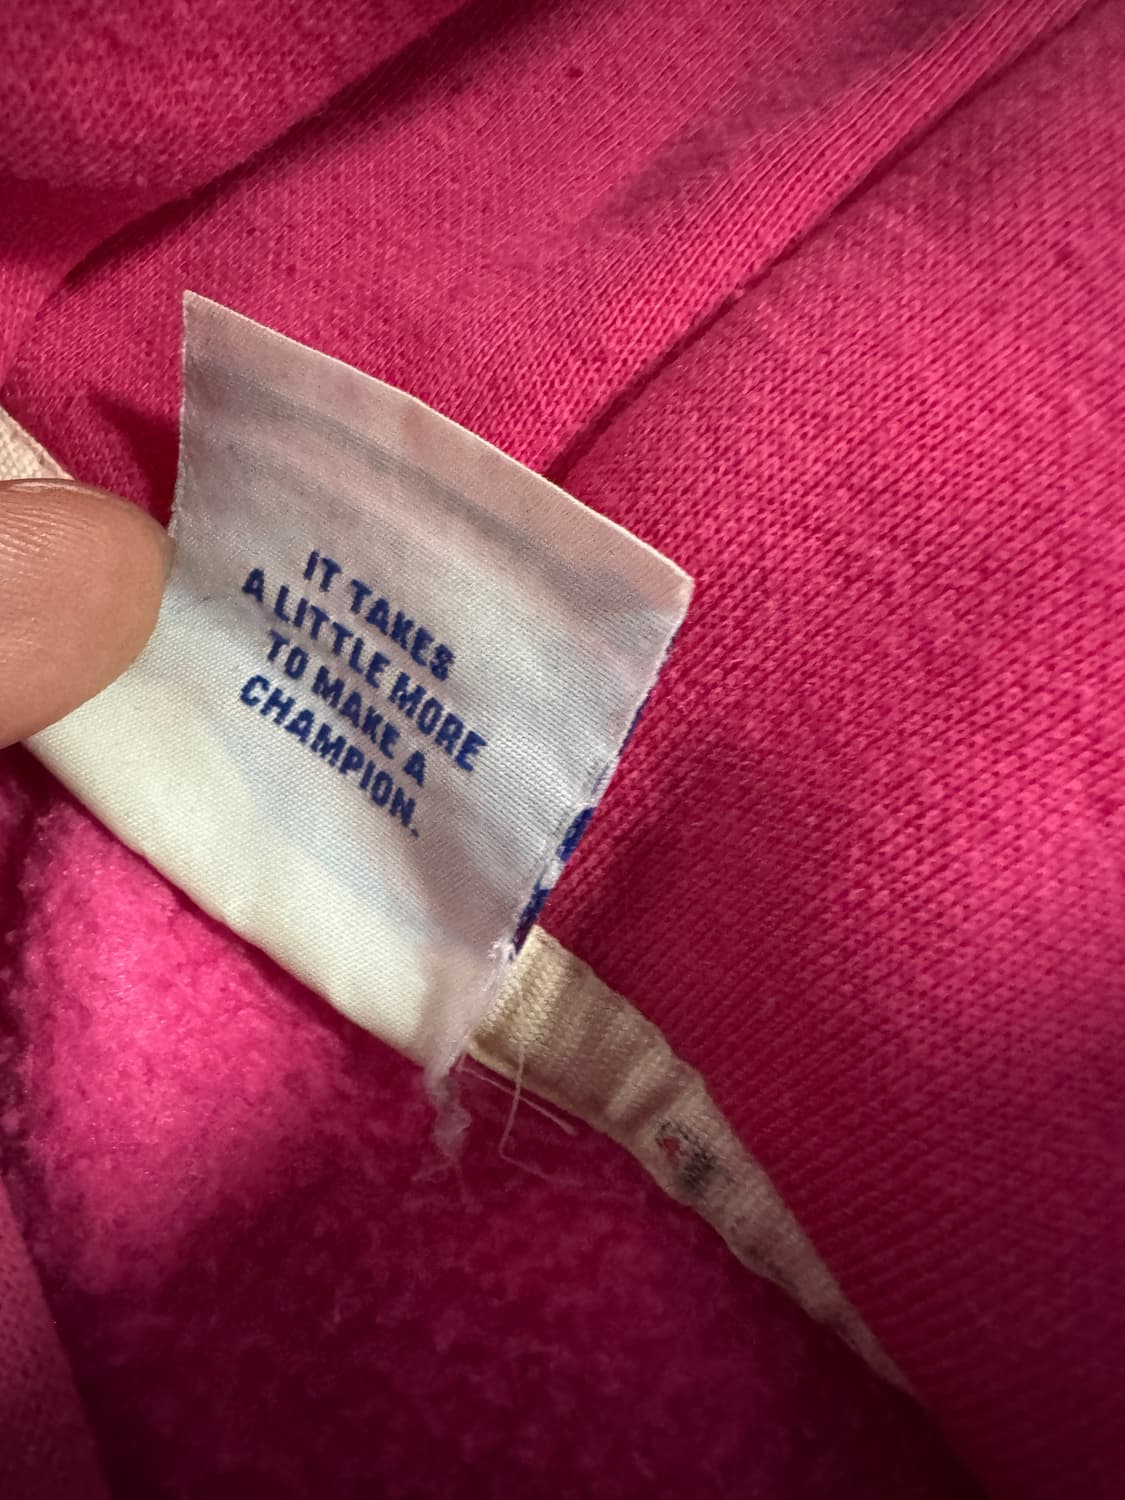 IT TAKES
A LITTLE MORE
TO MAKE A
CHAMPION.